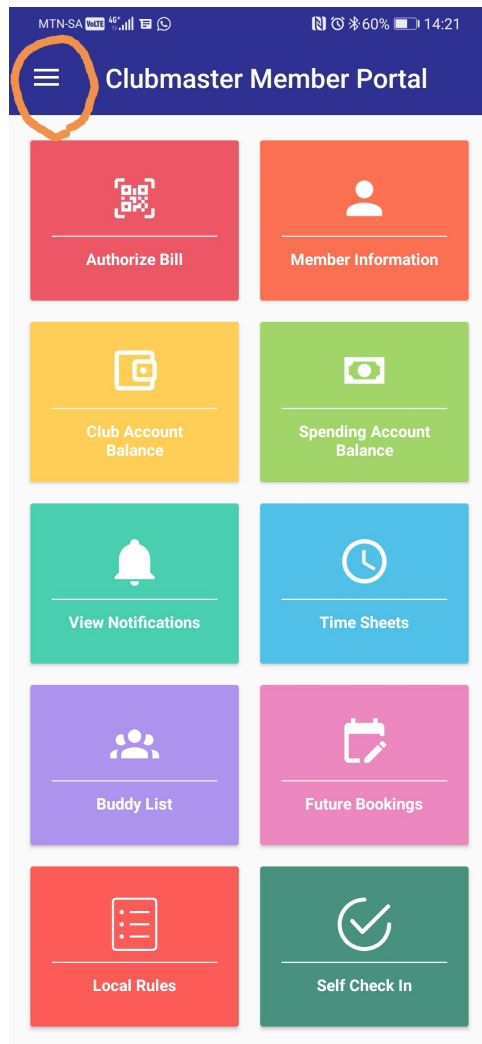 MTN-SA VoLTE 4G+ 60% 14:21
Clubmaster Member Portal
Authorize Bill
Member Information
Club Account
Balance
Spending Account
Balance
View Notifications
Time Sheets
Buddy List
Future Bookings
Local Rules
Self Check In